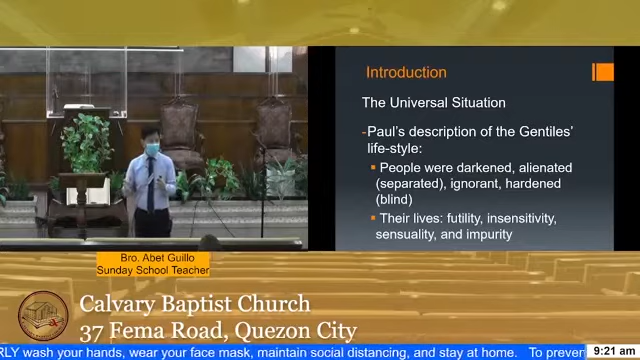 Introduction
The Universal Situation
-Paul's description of the Gentiles'
life-style:
People were darkened, alienated
(separated), ignorant, hardened
(blind)
Their lives: futility, insensitivity,
sensuality, and impurity
Bro. Abet Guillo
Sunday School Teacher
Calvary Baptist Church
37 Fema Road, Quezon City
RLY wash your hands, wear your face mask, maintain social distancing, and stay at home. To preven
9:21 am